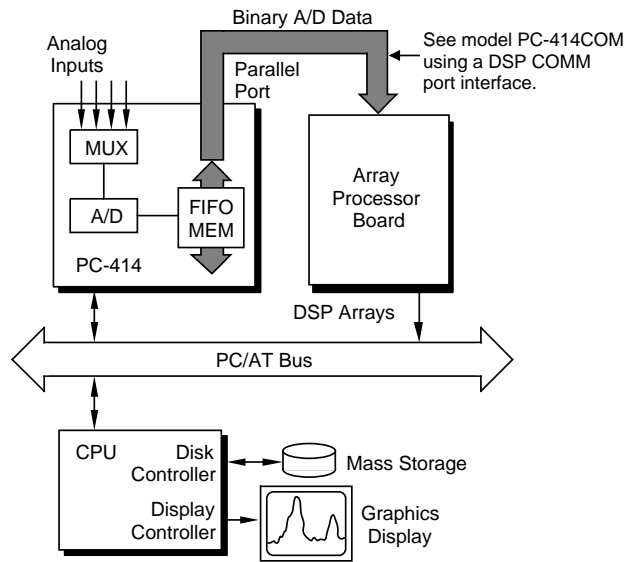 Binary A/D Data
Analog
Inputs
Parallel
Port
See model PC-414COM
using a DSP COMM
port interface.
MUX
A/D
FIFO
MEM
PC-414
Array
Processor
Board
DSP Arrays
PC/AT Bus
CPU
Disk
Controller
Mass Storage
Display
Controller
Graphics
Display